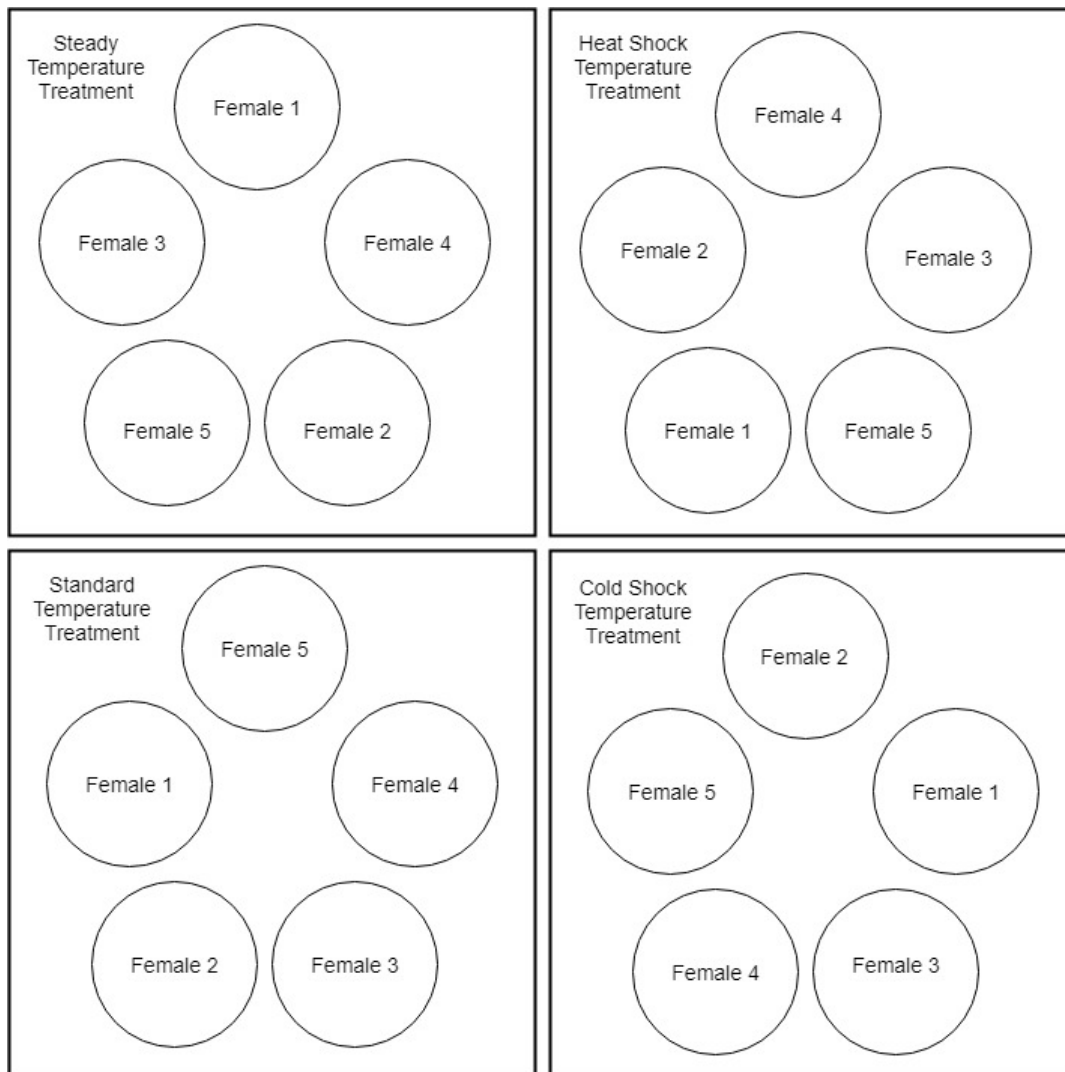 Steady
Temperature
Treatment
Female 1
Female 3
Female 4
Female 5
Female 2
Heat Shock
Temperature
Treatment
Female 4
Female 2
Female 3
Female 1
Female 5
Standard
Temperature
Treatment
Female 5
Female 1
Female 4
Female 2
Female 3
Cold Shock
Temperature
Treatment
Female 2
Female 5
Female 1
Female 4
Female 3